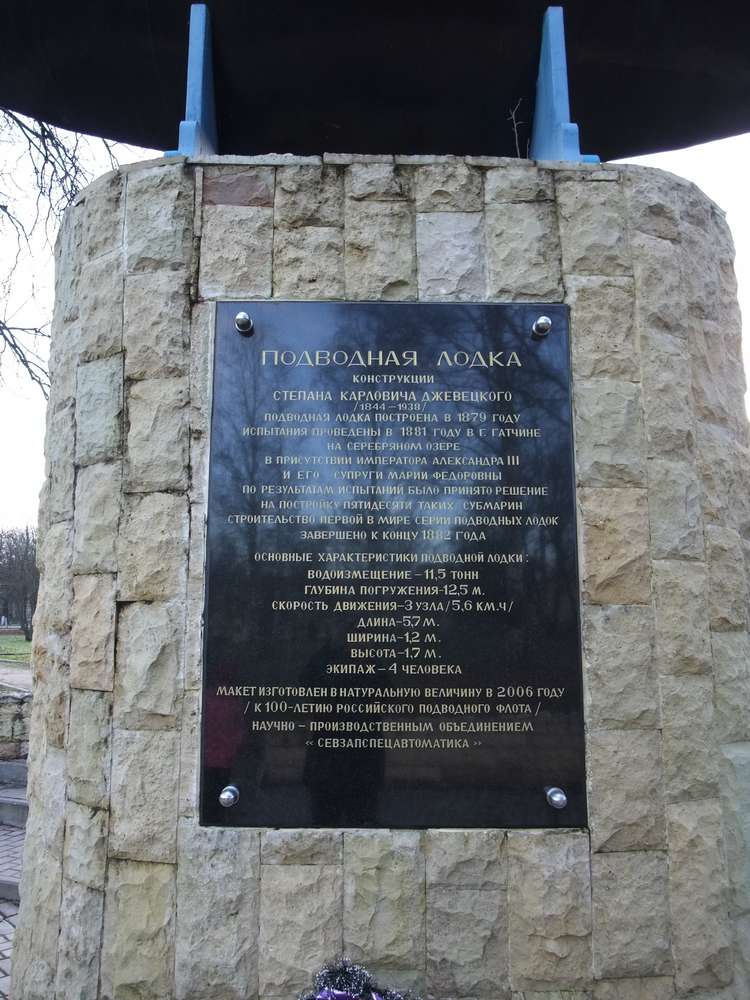 ПОДВОДНАЯ ЛОДКА
КОНСТРУКЦИИ
СТЕПАНА КАРЛОВИЧА ДЖЕВЕЦКОГО
/1844-1938/
ПОДВОДНАЯ ЛОДКА ПОСТРОЕНА В 1879 ГОДУ
ИСПЫТАНИЯ ПРОВЕДЕНЫ В 1881 ГОДУ В Г. ГАТЧИНЕ
НА СЕРЕБРЯНОМ ОЗЕРЕ
В ПРИСУТСТВИИ ИМПЕРАТОРА АЛЕКСАНДРА III
И ЕГО СУПРУГИ МАРИИ ФЕДОРОВНЫ
ПО РЕЗУЛЬТАТАМ ИСПЫТАНИЙ БЫЛО ПРИНЯТО РЕШЕНИЕ
НА ПОСТРОЙКУ ПЯТИДЕСЯТИ ТАКИХ СУБМАРИН
СТРОИТЕЛЬСТВО ПЕРВОЙ В МИРЕ СЕРИИ ПОДВОДНЫХ ЛОДОК
ЗАВЕРШЕНО К КОНЦУ 1882 ГОДА
ОСНОВНЫЕ ХАРАКТЕРИСТИКИ ПОДВОДНОЙ ЛОДКИ:
ВОДОИЗМЕЩЕНИЕ - 11,5 ТОНН
ГЛУБИНА ПОГРУЖЕНИЯ-12,5 М.
СКОРОСТЬ ДВИЖЕНИЯ-3 УЗЛА/5,6 КМ.Ч/
ДЛИНА-5,7 М.
ШИРИНА-1,2 М.
ВЫСОТА-1,7 М.
ЭКИПАЖ- 4 ЧЕЛОВЕКА
МАКЕТ ИЗГОТОВЛЕН В НАТУРАЛЬНУЮ ВЕЛИЧИНУ В 2006 ГОДУ
/ К 100-ЛЕТИЮ РОССИЙСКОГО ПОДВОДНОГО ФЛОТА /
НАУЧНО - ПРОИЗВОДСТВЕННЫМ ОБЪЕДИНЕНИЕМ
« СЕВЗАПСПЕЦАВТОМАТИКА »